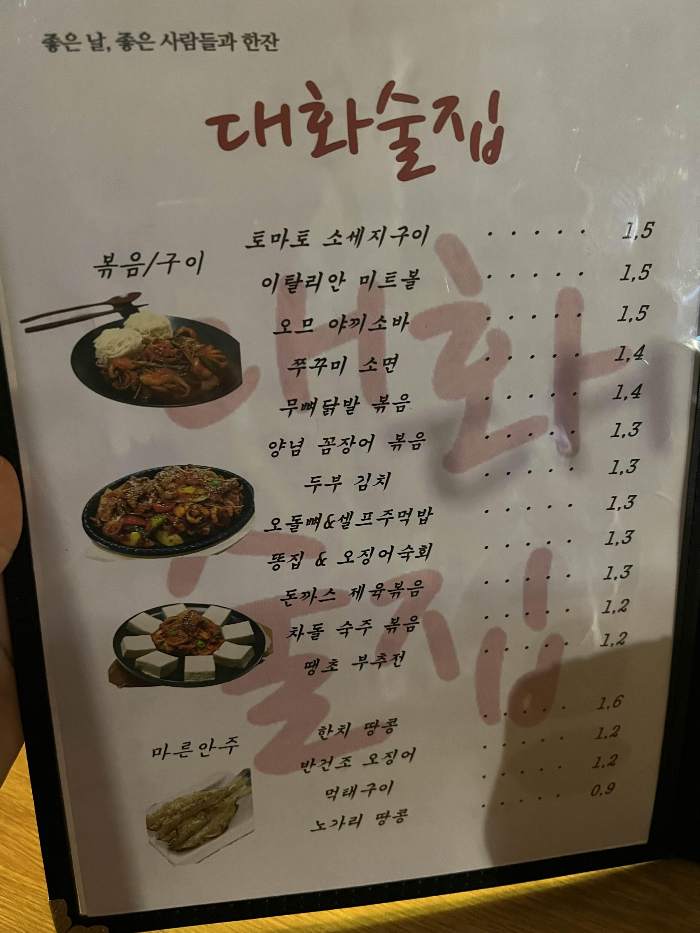 좋은 날, 좋은 사람들과 한잔
대화술집
볶음/구이
토마토 소세지구이 · · · · · 1,5
이탈리안 미트볼 · · · · · 1,5
오므 야끼소바 · · · · · 1,5
쭈꾸미 소면 · · · · · 1,4
무뼈닭발 볶음 · · · · · 1,4
양념 꼼장어 볶음 · · · · · 1,3
두부 김치 · · · · · 1,3
오돌뼈&셀프주먹밥 · · · · · 1,3
똥집 & 오징어숙회 · · · · · 1,3
돈까스 제육볶음 · · · · · 1,3
차돌 숙주 볶음 · · · · · 1,2
땡초 부추전 · · · · · 1,2
마른안주
한치 땅콩 · · · · · 1,6
반건조 오징어 · · · · · 1,2
먹태구이 · · · · · 1,2
노가리 땅콩 · · · · · 0,9
대화
술집